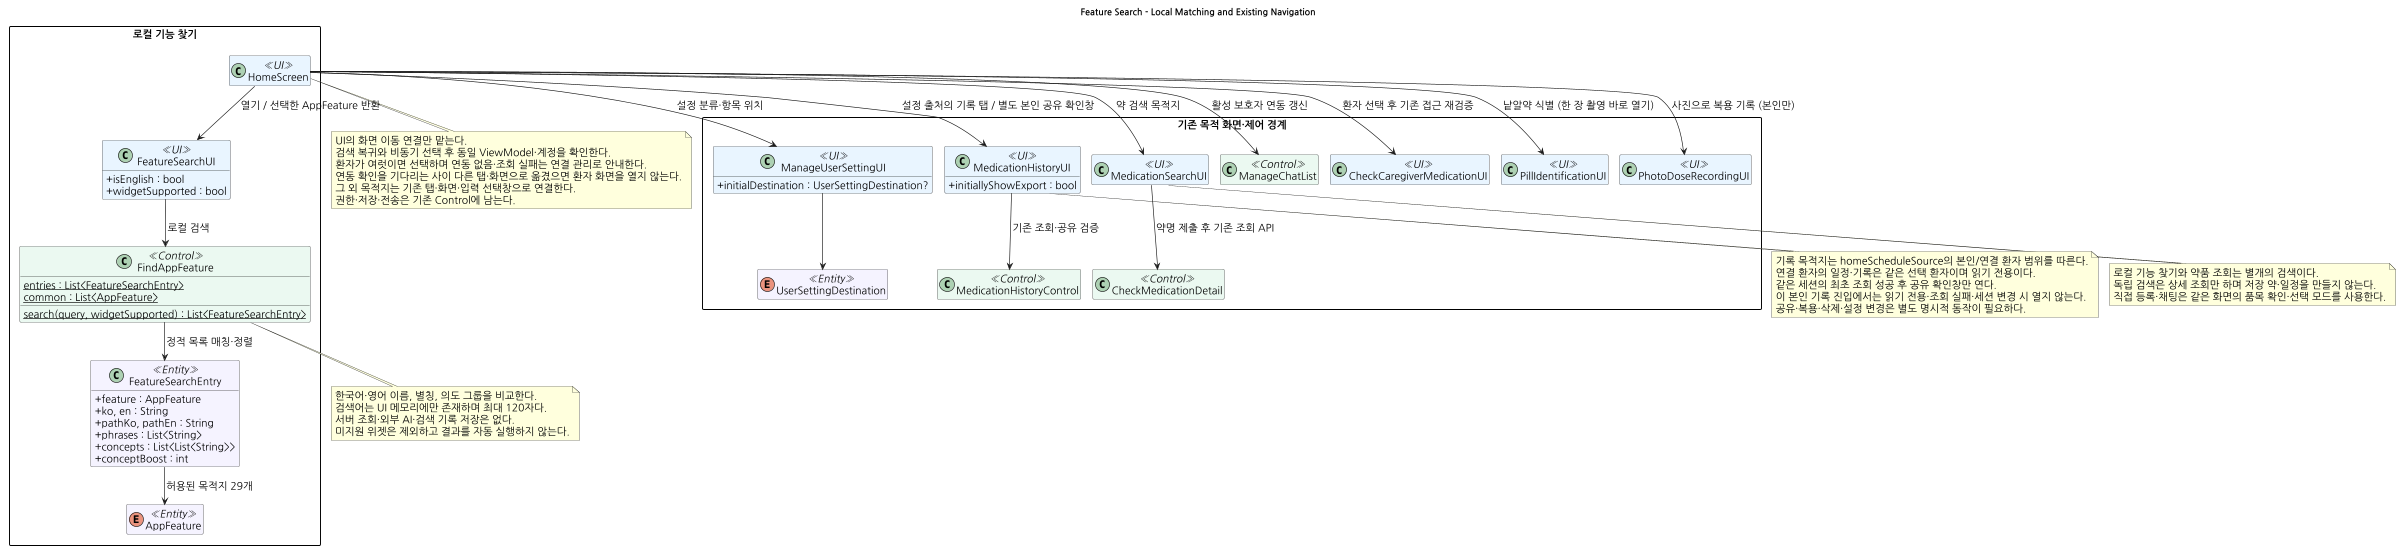 Feature Search - Local Matching and Existing Navigation
로컬 기능 찾기
≪UI≫
HomeScreen
열기 / 선택한 AppFeature 반환
≪UI≫
FeatureSearchUI
+isEnglish : bool
+widgetSupported : bool
로컬 검색
≪Control≫
FindAppFeature
entries : List<FeatureSearchEntry>
common : List<AppFeature>
search(query, widgetSupported) : List<FeatureSearchEntry>
정적 목록 매칭·정렬
≪Entity≫
FeatureSearchEntry
+feature : AppFeature
+ko, en : String
+pathKo, pathEn : String
+phrases : List<String>
+concepts : List<List<String>>
+conceptBoost : int
허용된 목적지 29개
≪Entity≫
AppFeature
UI의 화면 이동 연결만 맡는다.
검색 복귀와 비동기 선택 후 동일 ViewModel·계정을 확인한다.
환자가 여럿이면 선택하며 연동 없음·조회 실패는 연결 관리로 안내한다.
연동 확인을 기다리는 사이 다른 탭·화면으로 옮겼으면 환자 화면을 열지 않는다.
그 외 목적지는 기존 탭·화면·입력 선택창으로 연결한다.
권한·저장·전송은 기존 Control에 남는다.
한국어·영어 이름, 별칭, 의도 그룹을 비교한다.
검색어는 UI 메모리에만 존재하며 최대 120자다.
서버 조회·외부 AI·검색 기록 저장은 없다.
미지원 위젯은 제외하고 결과를 자동 실행하지 않는다.
설정 분류·항목 위치
설정 출처의 기록 탭 / 별도 본인 공유 확인창
약 검색 목적지
활성 보호자 연동 갱신
환자 선택 후 기존 접근 재검증
낱알약 식별 (한 장 촬영 바로 열기)
사진으로 복용 기록 (본인만)
기존 목적 화면·제어 경계
≪UI≫
ManageUserSettingUI
+initialDestination : UserSettingDestination?
≪UI≫
MedicationHistoryUI
+initiallyShowExport : bool
≪UI≫
MedicationSearchUI
≪Control≫
ManageChatList
≪UI≫
CheckCaregiverMedicationUI
≪UI≫
PillIdentificationUI
≪UI≫
PhotoDoseRecordingUI
기존 조회·공유 검증
약명 제출 후 기존 조회 API
≪Entity≫
UserSettingDestination
≪Control≫
MedicationHistoryControl
≪Control≫
CheckMedicationDetail
기록 목적지는 homeScheduleSource의 본인/연결 환자 범위를 따른다.
연결 환자의 일정·기록은 같은 선택 환자이며 읽기 전용이다.
같은 세션의 최초 조회 성공 후 공유 확인창만 연다.
이 본인 기록 진입에서는 읽기 전용·조회 실패·세션 변경 시 열지 않는다.
공유·복용·삭제·설정 변경은 별도 명시적 동작이 필요하다.
로컬 기능 찾기와 약품 조회는 별개의 검색이다.
독립 검색은 상세 조회만 하며 저장 약·일정을 만들지 않는다.
직접 등록·채팅은 같은 화면의 품목 확인·선택 모드를 사용한다.